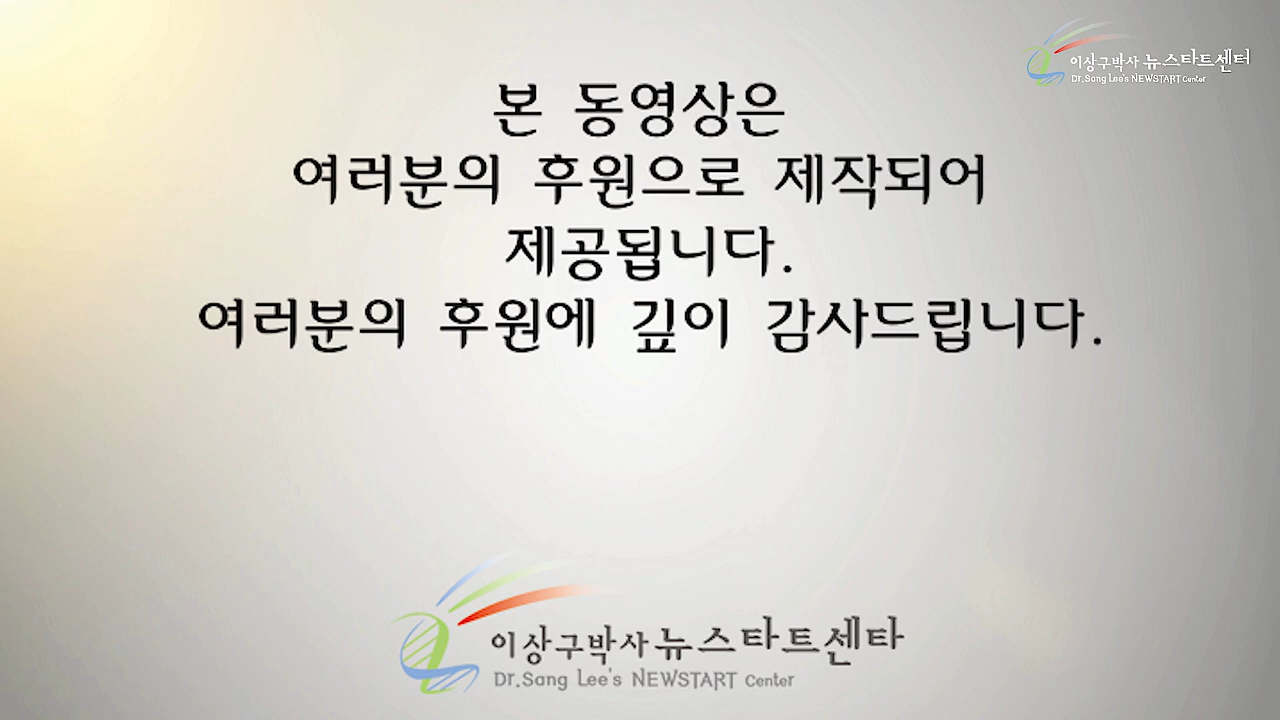 이상구박사 뉴스타트센터
Dr.Sang Lee's NEWSTART Center
본 동영상은
여러분의 후원으로 제작되어
제공됩니다.
여러분의 후원에 깊이 감사드립니다.
이상구박사 뉴스타트센타
Dr.Sang Lee's NEWSTART Center